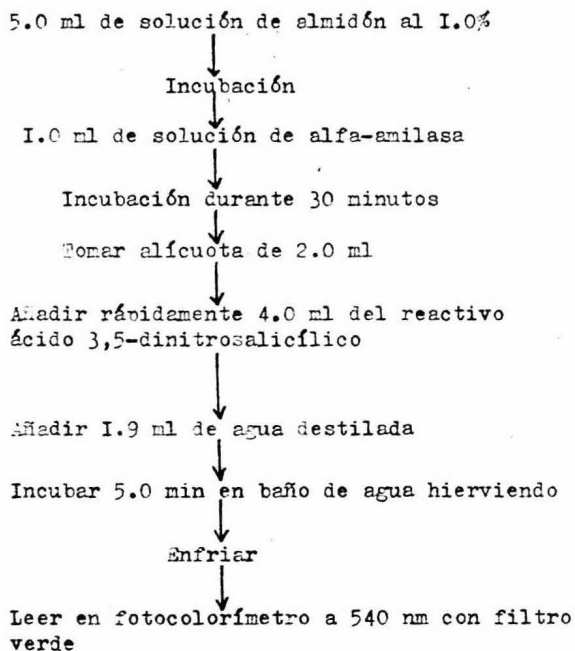 5.0 ml de solución de almidón al I.0%
Incubación
I.0 ml de solución de alfa-amilasa
Incubación durante 30 minutos
Tomar alícuota de 2.0 ml
Añadir rápidamente 4.0 ml del reactivo
ácido 3,5-dinitrosalicílico
Añadir I.9 ml de agua destilada
Incubar 5.0 min en baño de agua hierviendo
Enfriar
Leer en fotocolorímetro a 540 nm con filtro
verde